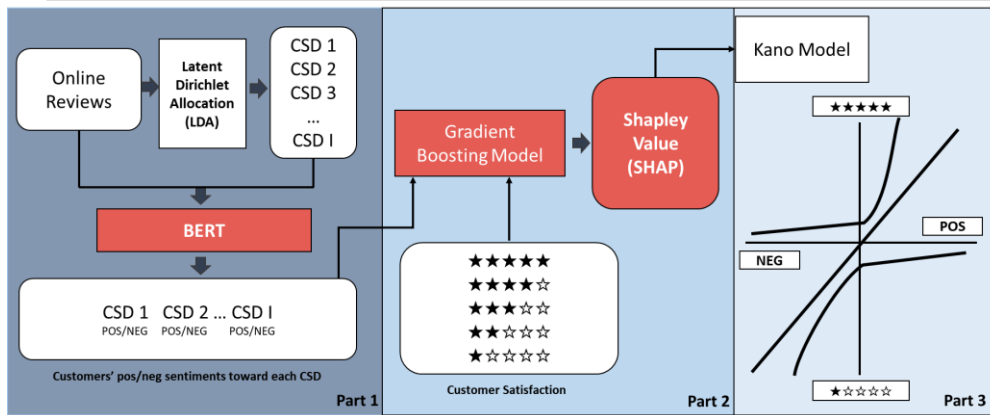 Online
Reviews
Latent
Dirichlet
Allocation
(LDA)
CSD 1
CSD 2
CSD 3
...
CSD I
BERT
CSD 1 CSD 2 ... CSD I
POS/NEG POS/NEG POS/NEG
Customers' pos/neg sentiments toward each CSD
Part 1
Gradient
Boosting Model
Shapley
Value
(SHAP)
★★★★★
★★★★☆
★★★☆☆
★★☆☆☆
★☆☆☆☆
Customer Satisfaction
Part 2
Kano Model
★★★★★
POS
NEG
★☆☆☆☆
Part 3